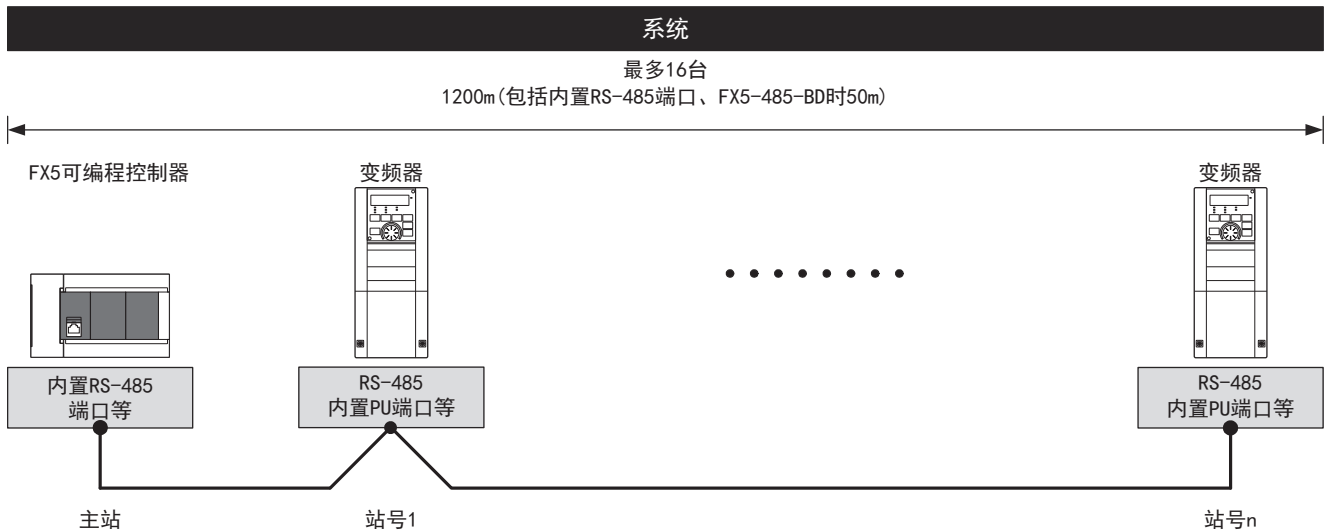 系统
最多16台
1200m(包括内置RS-485端口、FX5-485-BD时50m)
FX5可编程控制器
变频器
变频器
内置RS-485
端口等
RS-485
内置PU端口等
RS-485
内置PU端口等
主站
站号1
站号n